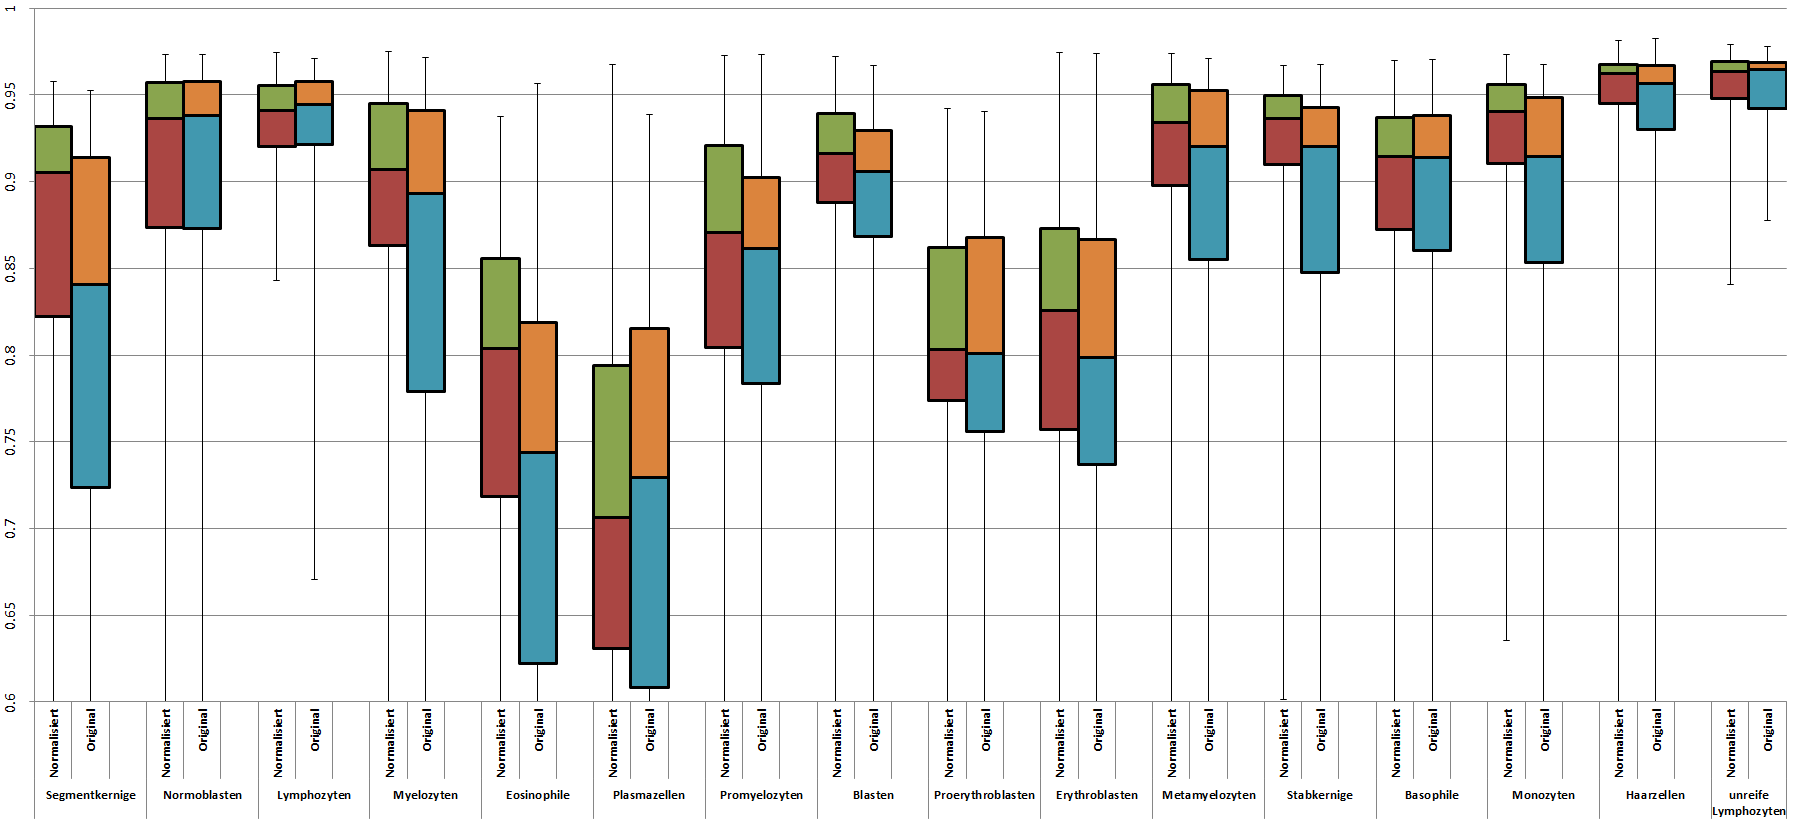 1
0.95
0.9
0.85
0.8
0.75
0.7
0.65
0.6
Normalisiert
Original
Normalisiert
Original
Normalisiert
Original
Normalisiert
Original
Normalisiert
Original
Normalisiert
Original
Normalisiert
Original
Normalisiert
Original
Normalisiert
Original
Normalisiert
Original
Normalisiert
Original
Normalisiert
Original
Normalisiert
Original
Normalisiert
Original
Normalisiert
Original
Normalisiert
Original
Segmentkernige
Normoblasten
Lymphozyten
Myelozyten
Eosinophile
Plasmazellen
Promyelozyten
Blasten
Proerythroblasten
Erythroblasten
Metamyelozyten
Stabkernige
Basophile
Monozyten
Haarzellen
unreife
Lymphozyten